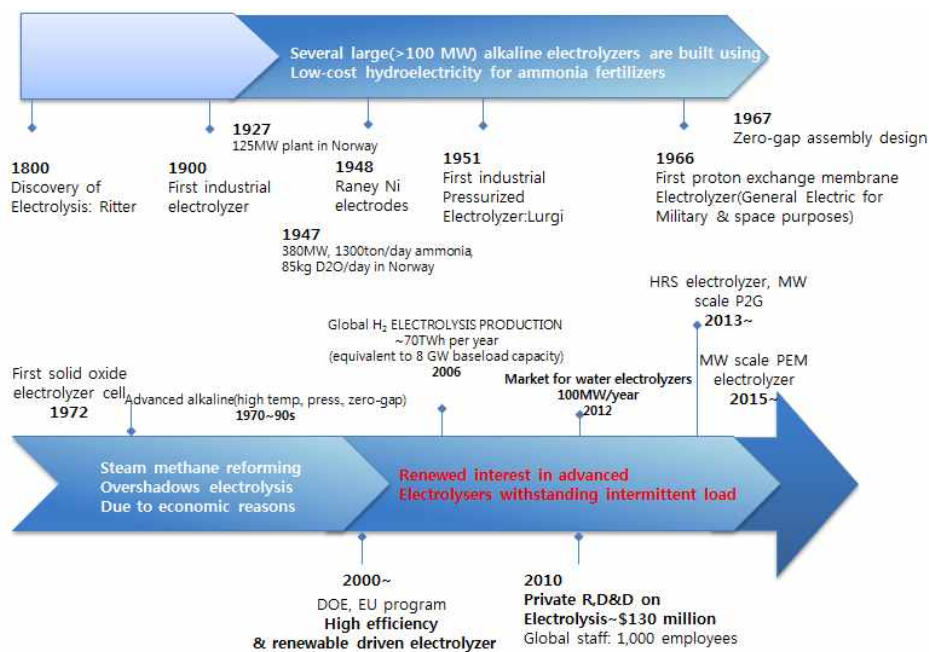 Several large(>100 MW) alkaline electrolyzers are built using
Low-cost hydroelectricity for ammonia fertilizers
1800
Discovery of
Electrolysis: Ritter
1900
First industrial
electrolyzer
1927
125MW plant in Norway
1947
380MW, 1300ton/day ammonia,
85kg D2O/day in Norway
1948
Raney Ni
electrodes
1951
First industrial
Pressurized
Electrolyzer:Lurgi
1966
First proton exchange membrane
Electrolyzer(General Electric for
Military & space purposes)
1967
Zero-gap assembly design
First solid oxide
electrolyzer cell
1972
Advanced alkaline(high temp, press, zero-gap)
1970~90s
Global H₂ ELECTROLYSIS PRODUCTION
~70TWh per year
(equivalent to 8 GW baseload capacity)
2006
Market for water electrolyzers
100MW/year
2012
HRS electrolyzer, MW
scale P2G
2013~
MW scale PEM
electrolyzer
2015~
Steam methane reforming
Overshadows electrolysis
Due to economic reasons
Renewed interest in advanced
Electrolysers withstanding intermittent load
2000~
DOE, EU program
High efficiency
& renewable driven electrolyzer
2010
Private R,D&D on
Electrolysis~$130 million
Global staff: 1,000 employees